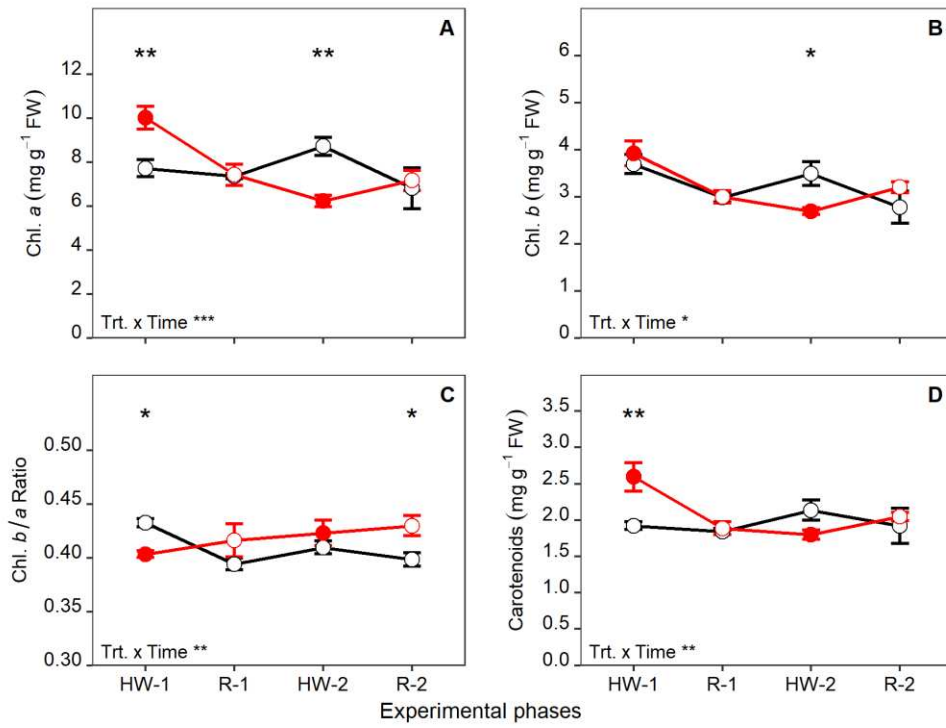 A
** **
12
10
8
6
4
2
0
Chl. a (mg g⁻¹ FW)
Trt. x Time ***
B
*
6
5
4
3
2
1
0
Chl. b (mg g⁻¹ FW)
Trt. x Time *
C
* *
0.50
0.45
0.40
0.35
0.30
Chl. b/a Ratio
Trt. x Time **
HW-1 R-1 HW-2 R-2
D
**
3.5
3.0
2.5
2.0
1.5
1.0
0.5
0.0
Carotenoids (mg g⁻¹ FW)
Trt. x Time **
HW-1 R-1 HW-2 R-2
Experimental phases